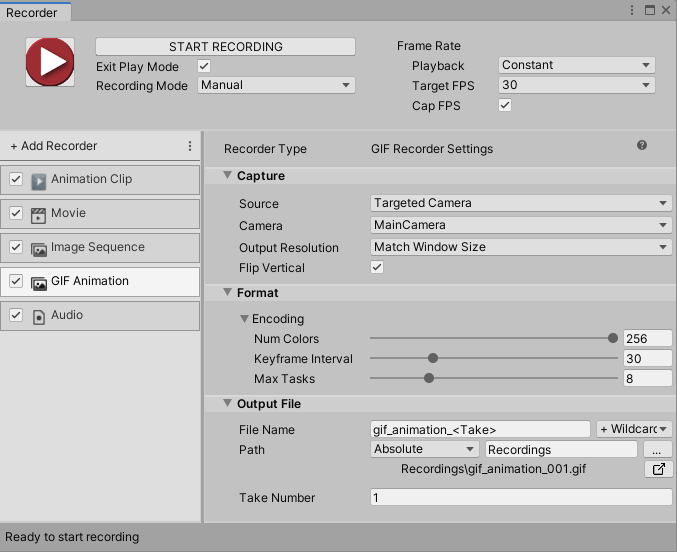 Recorder
START RECORDING
Exit Play Mode
Recording Mode Manual
Frame Rate
Playback Constant
Target FPS 30
Cap FPS
+ Add Recorder
Animation Clip
Movie
Image Sequence
GIF Animation
Audio
Recorder Type GIF Recorder Settings
Capture
Source Targeted Camera
Camera MainCamera
Output Resolution Match Window Size
Flip Vertical
Format
Encoding
Num Colors 256
Keyframe Interval 30
Max Tasks 8
Output File
File Name gif_animation_<Take> + Wildcarc
Path Absolute Recordings ...
Recordings\gif_animation_001.gif
Take Number 1
Ready to start recording